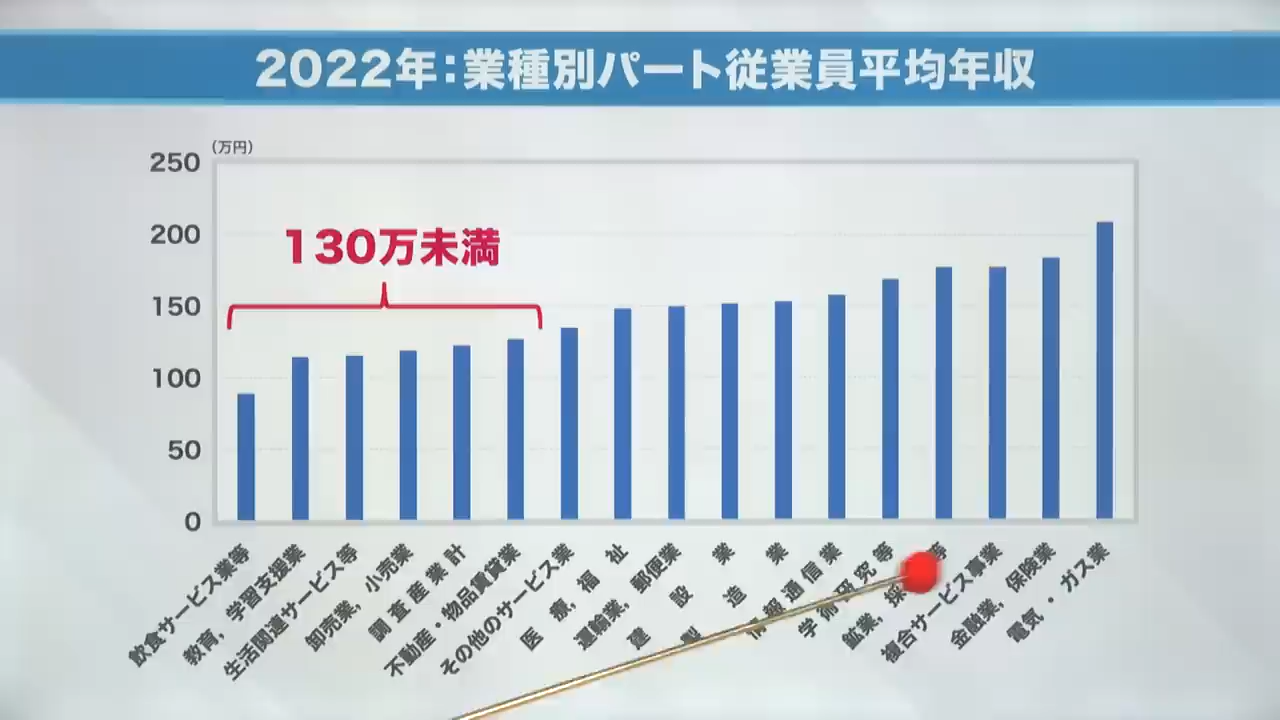 2022年:業種別パート従業員平均年収
(万円)
250
200
150
100
50
0
130万未満
飲食サービス業等
教育，学習支援業
生活関連サービス等
卸売業，小売業
調査産業計
不動産・物品賃貸業
その他のサービス業
医療，福祉
運輸業，郵便業
建設業
製造業
情報通信業
学術研究等
鉱業，採 等
複合サービス事業
金融業，保険業
電気・ガス業